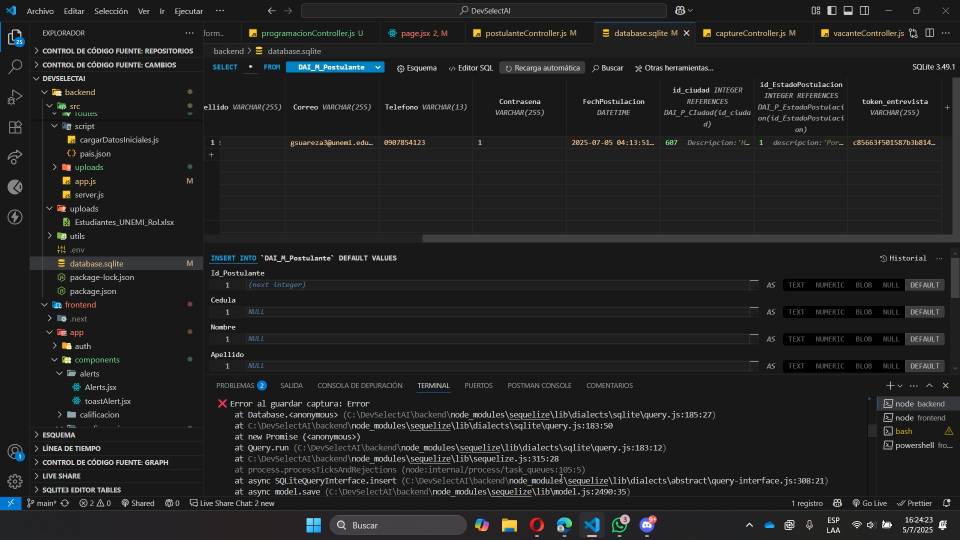 Archivo Editar Selección Ver Ir Ejecutar ··· DevSelectAI
EXPLORADOR ···
CONTROL DE CÓDIGO FUENTE: REPOSITORIOS
CONTROL DE CÓDIGO FUENTE: CAMBIOS
DEVSELECTAI
backend
src
routes
script
cargarDatosIniciales.js
pais.json
uploads
app.js M
server.js
uploads
Estudiantes_UNEMI_Rol.xlsx
utils
.env
database.sqlite M
package-lock.json
package.json
frontend
.next
app
auth
components
alerts
Alerts.jsx
toastAlert.jsx
calificacion
ESQUEMA
LÍNEA DE TIEMPO
CONTROL DE CÓDIGO FUENTE: GRAPH
LIVE SHARE
SQLITE3 EDITOR TABLES
25
1
form... programacionController.js U page.jsx 2, M postulanteController.js M database.sqlite M captureController.js M vacanteController.js
backend > database.sqlite
SELECT * FROM DAI_M_Postulante Esquema Editor SQL Recarga automática Buscar Otras herramientas... SQLite 3.49.1
ellido VARCHAR(255) Correo VARCHAR(255) Telefono VARCHAR(13) Contrasena VARCHAR(255) FechPostulacion DATETIME id_ciudad INTEGER REFERENCES DAI_P_CIudad(id_ciudad) id_EstadoPostulacion INTEGER REFERENCES DAI_P_EstadoPostulacion(id_EstadoPostulacion) token_entrevista VARCHAR(255) +
1 gsuareza3@unemi.edu… 0907854123 1 2025-07-05 04:13:51… 607 1 descripcion:'Por… c85663f501587b3b814…
+
INSERT INTO `DAI_M_Postulante` DEFAULT VALUES Historial ···
Id_Postulante
1 (next integer) AS TEXT NUMERIC BLOB NULL DEFAULT
Cedula
1 NULL AS TEXT NUMERIC BLOB NULL DEFAULT
Nombre
1 NULL AS TEXT NUMERIC BLOB NULL DEFAULT
Apellido
1 NULL AS TEXT NUMERIC BLOB NULL DEFAULT
PROBLEMAS 2 SALIDA CONSOLA DE DEPURACIÓN TERMINAL PUERTOS POSTMAN CONSOLE COMENTARIOS
❌ Error al guardar captura: Error
at Database.<anonymous> (C:\DevSelectAI\backend\node_modules\sequelize\lib\dialects\sqlite\query.js:185:27)
at C:\DevSelectAI\backend\node_modules\sequelize\lib\dialects\sqlite\query.js:183:50
at new Promise (<anonymous>)
at Query.run (C:\DevSelectAI\backend\node_modules\sequelize\lib\dialects\sqlite\query.js:183:12)
at C:\DevSelectAI\backend\node_modules\sequelize\lib\sequelize.js:315:28
at process.processTicksAndRejections (node:internal/process/task_queues:105:5)
at async SQLiteQueryInterface.insert (C:\DevSelectAI\backend\node_modules\sequelize\lib\dialects\abstract\query-interface.js:308:21)
at async model.save (C:\DevSelectAI\backend\node_modules\sequelize\lib\model.js:2490:35)
node backend
node frontend
bash
powershell fro...
main* Shared 2 0 0 Live Share Chat: 2 new 1 registro Go Live Prettier
Buscar 3 ESP LAA 16:24:23 5/7/2025